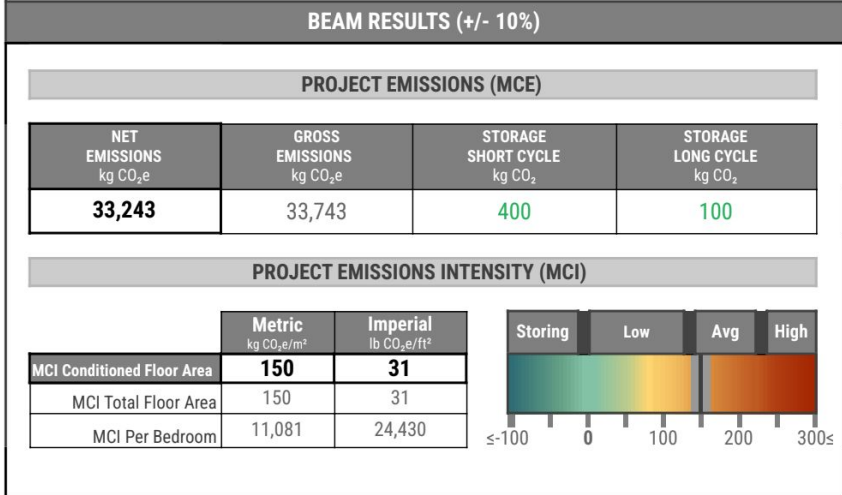 BEAM RESULTS (+/- 10%)
PROJECT EMISSIONS (MCE)
NET EMISSIONS kg CO₂e
GROSS EMISSIONS kg CO₂e
STORAGE SHORT CYCLE kg CO₂
STORAGE LONG CYCLE kg CO₂
33,243 33,743 400 100
PROJECT EMISSIONS INTENSITY (MCI)
Metric kg CO₂e/m²
Imperial lb CO₂e/ft²
MCI Conditioned Floor Area 150 31
MCI Total Floor Area 150 31
MCI Per Bedroom 11,081 24,430
Storing Low Avg High
≤-100 0 100 200 300≤